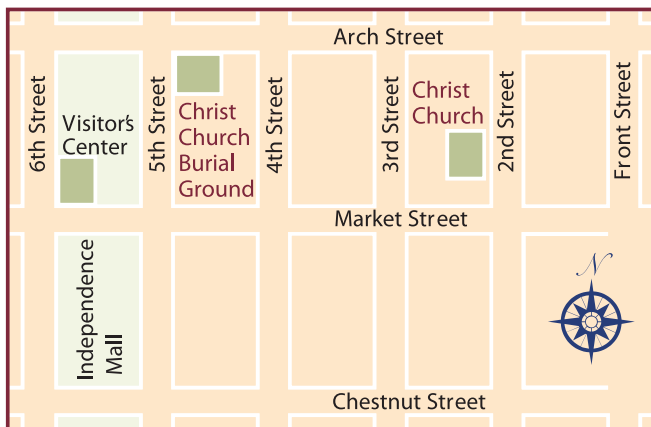 Arch Street
6th Street
Visitor's
Center
5th Street
Christ
Church
Burial
Ground
4th Street
3rd Street
Christ
Church
2nd Street
Front Street
Market Street
Independence
Mall
N
Chestnut Street